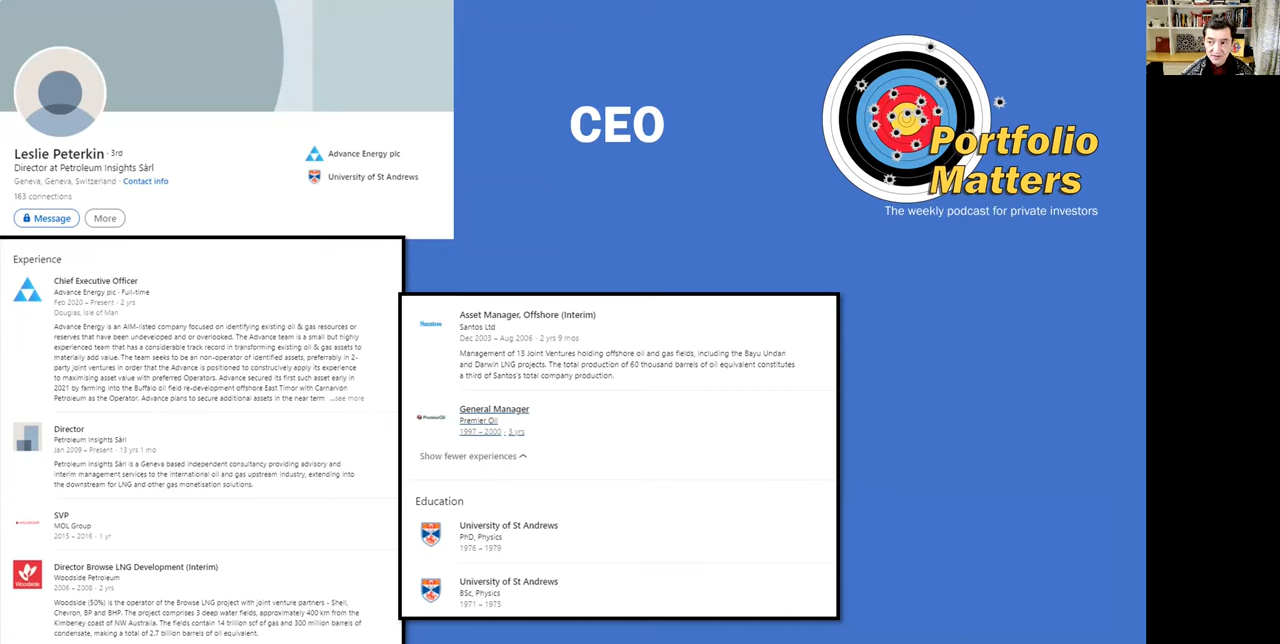 Leslie Peterkin · 3rd
Director at Petroleum Insights Sàrl
Geneva, Geneva, Switzerland · Contact info
163 connections
Message
More
Advance Energy plc
University of St Andrews
CEO
Portfolio
Matters
The weekly podcast for private investors
Experience
Chief Executive Officer
Advance Energy plc · Full-time
Feb 2020 – Present · 2 yrs
Douglas, Isle of Man
Advance Energy is an AIM-listed company focused on identifying existing oil & gas resources or
reserves that have been undeveloped and or overlooked. The Advance team is a small but highly
experienced team that has a considerable track record in transforming existing oil & gas assets to
materially add value. The team seeks to be an non-operator of identified assets, preferrably in 2-
party joint ventures in order that the Advance is positioned to constructively apply its experience
to maximising asset value with preferred Operators. Advance secured its first such asset early in
2021 by farming into the Buffalo oil field re-development offshore East Timor with Carnarvon
Petroleum as the Operator. Advance plans to secure additional assets in the near term ...see more
Director
Petroleum Insights Sàrl
Jan 2009 – Present · 13 yrs 1 mo
Petroleum Insights Sàrl is a Geneva based independent consultancy providing advisory and
interim management services to the international oil and gas upstream industry, extending into
the downstream for LNG and other gas monetisation solutions.
SVP
MOL Group
2015 – 2016 · 1 yr
Woodside
Director Browse LNG Development (Interim)
Woodside Petroleum
2006 – 2008 · 2 yrs
Woodside (50%) is the operator of the Browse LNG project with joint venture partners - Shell,
Chevron, BP and BHP. The project comprises 3 deep water fields, approximately 400 km from the
Kimberley coast of NW Australia. The fields contain 14 trillion scf of gas and 300 million barrels of
condensate, making a total of 2.7 billion barrels of oil equivalent.
Santos
Asset Manager, Offshore (Interim)
Santos Ltd
Dec 2003 – Aug 2006 · 2 yrs 9 mos
Management of 13 Joint Ventures holding offshore oil and gas fields, including the Bayu Undan
and Darwin LNG projects. The total production of 60 thousand barrels of oil equivalent constitutes
a third of Santos's total company production.
PremierOil
General Manager
Premier Oil
1997 – 2000 · 3 yrs
Show fewer experiences
Education
University of St Andrews
PhD, Physics
1976 – 1979
University of St Andrews
BSc, Physics
1971 – 1975